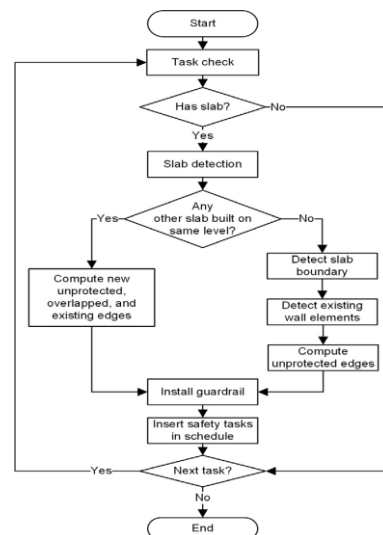 Start
Task check
Has slab?
No
Yes
Slab detection
Any
other slab built on
same level?
Yes
No
Compute new
unprotected,
overlapped, and
existing edges
Detect slab
boundary
Detect existing
wall elements
Compute
unprotected edges
Install guardrail
Insert safety tasks
in schedule
Next task?
Yes
No
End